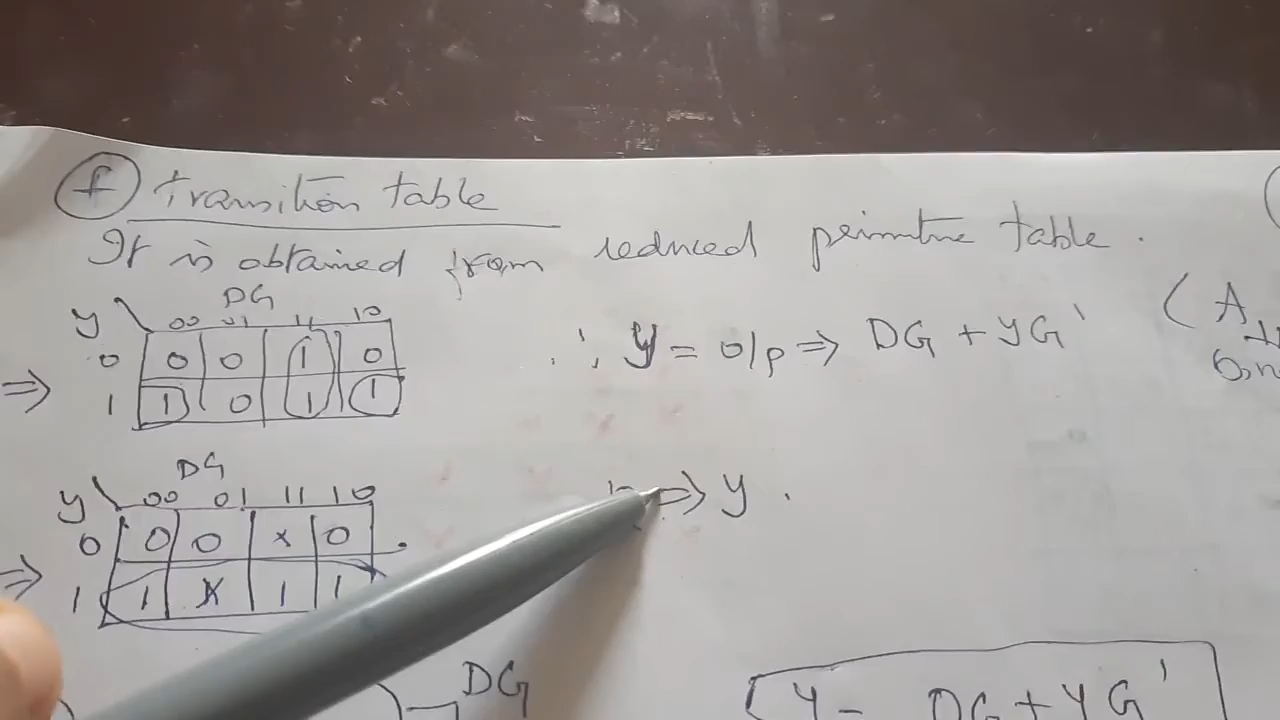 f transition table
It is obtained from reduced primitive table .
DG
y 00 01 11 10
0 0 0 1 0
⇒ 1 1 0 1 1
∴ y = o/p ⇒ DG + yG'
( A
DG
y 00 01 11 10
0 0 0 x 0 .
⇒ 1 1 x 1 1
⇒ y .
DG
y = DG + yG'